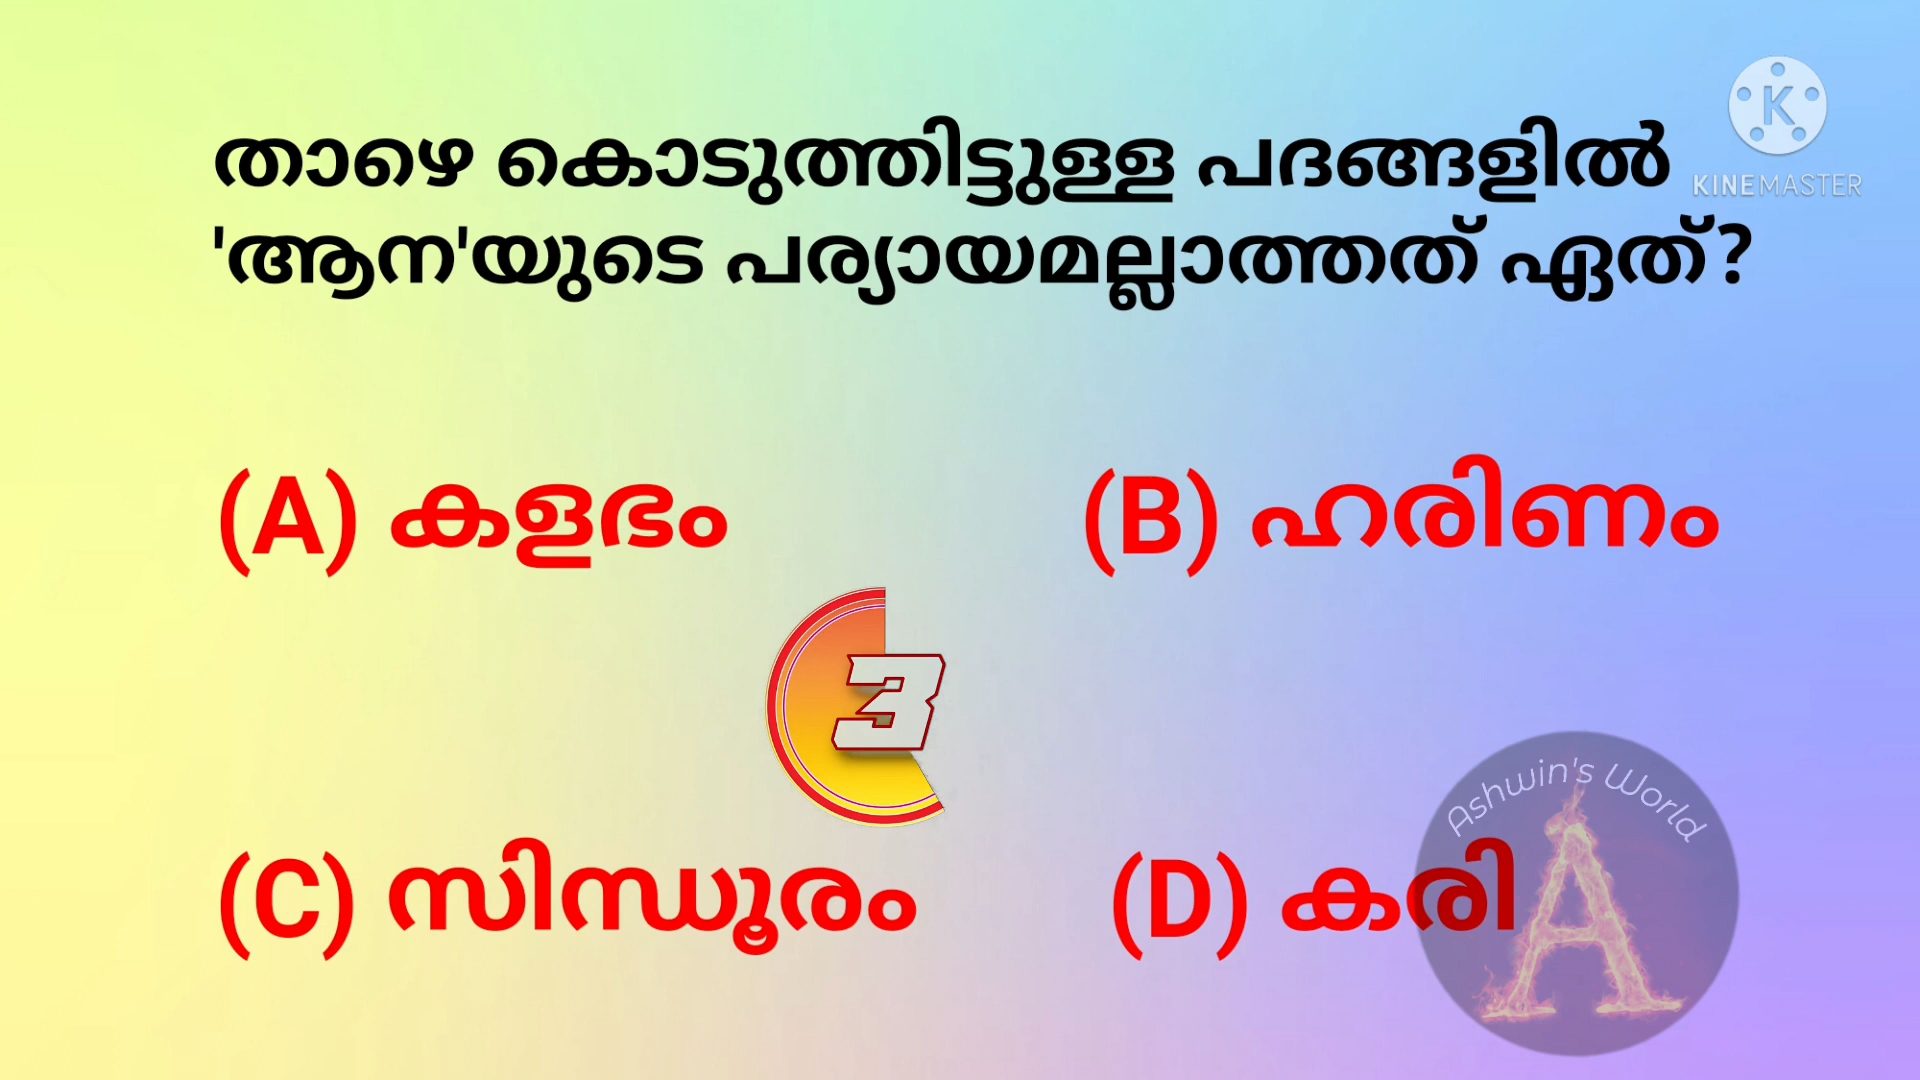 താഴെ കൊടുത്തിട്ടുള്ള പദങ്ങളിൽ
'ആന'യുടെ പര്യായമല്ലാത്തത് ഏത്?
K
KINEMASTER
(A) കളഭം
(B) ഹരിണം
3
(C) സിന്ധൂരം
(D) കരി
Ashwin's World
A